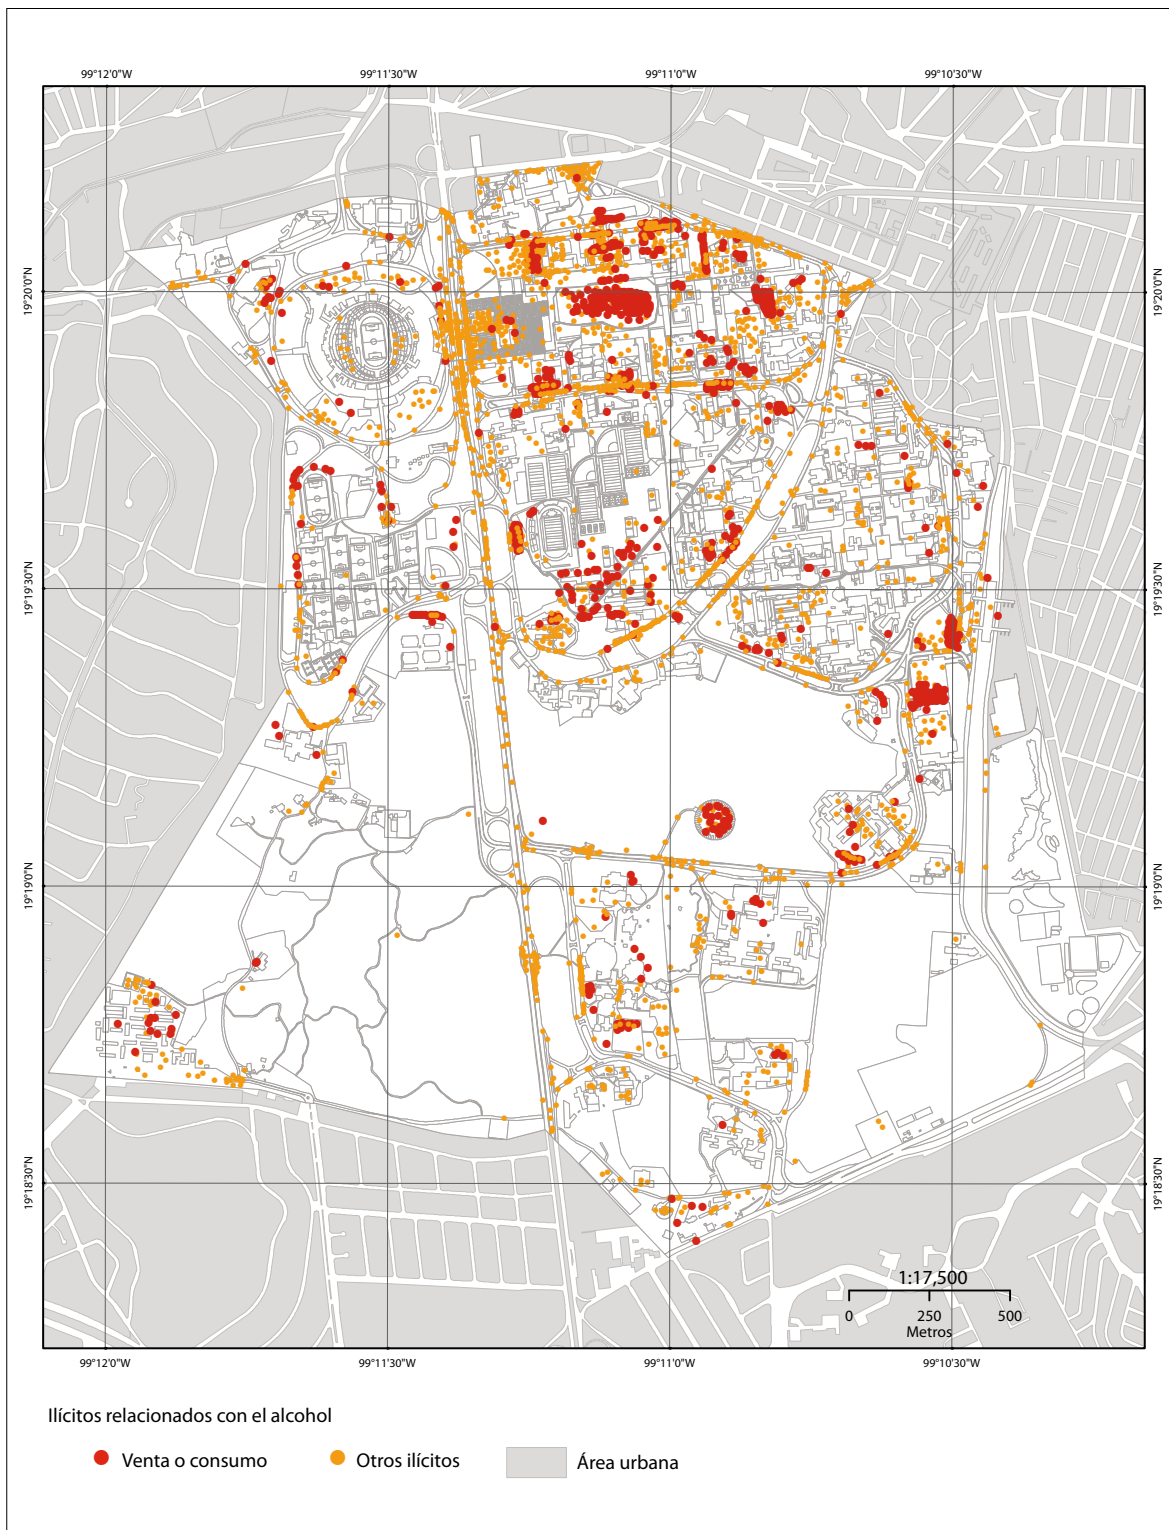 99°12'0"W
99°11'30"W
99°11'0"W
99°10'30"W
19°20'0"N
19°20'0"N
19°19'30"N
19°19'30"N
19°19'0"N
19°19'0"N
19°18'30"N
19°18'30"N
1:17,500
0 250 500
Metros
99°12'0"W
99°11'30"W
99°11'0"W
99°10'30"W
Ilícitos relacionados con el alcohol
Venta o consumo
Otros ilícitos
Área urbana